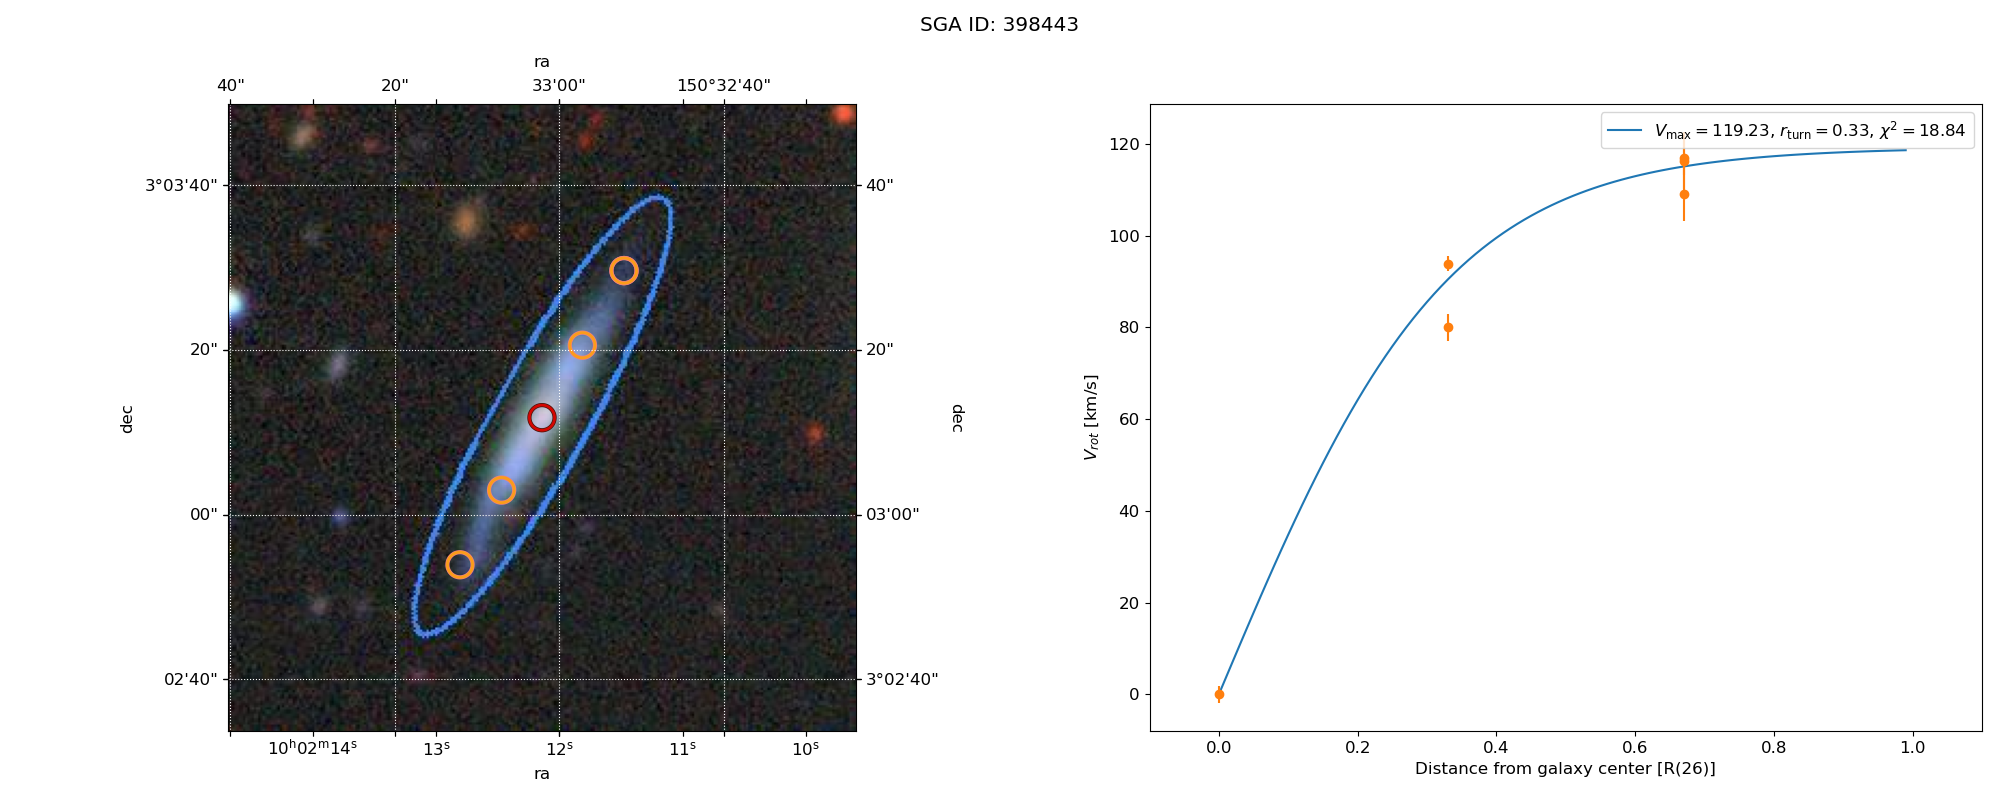 SGA ID: 398443
ra
40" 20" 33'00" 150°32'40"
3°03'40" 40"
20" 20"
dec dec
00" 03'00"
02'40" 3°02'40"
10ʰ02ᵐ14ˢ 13ˢ 12ˢ 11ˢ 10ˢ
ra
V_max = 119.23, r_turn = 0.33, χ² = 18.84
120
100
80
60
40
20
0
V_rot [km/s]
0.0 0.2 0.4 0.6 0.8 1.0
Distance from galaxy center [R(26)]